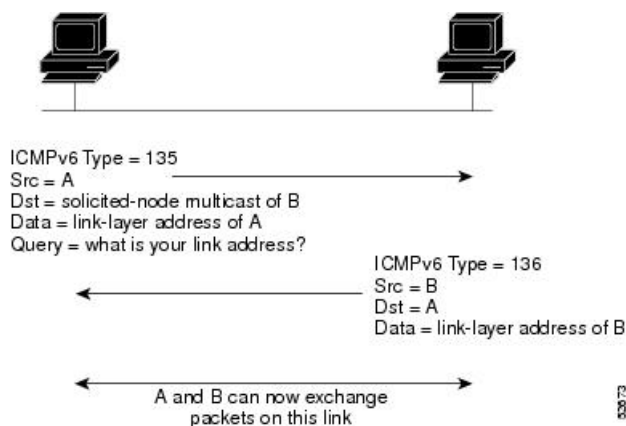 ICMPv6 Type = 135
Src = A
Dst = solicited-node multicast of B
Data = link-layer address of A
Query = what is your link address?
ICMPv6 Type = 136
Src = B
Dst = A
Data = link-layer address of B
A and B can now exchange
packets on this link
52673